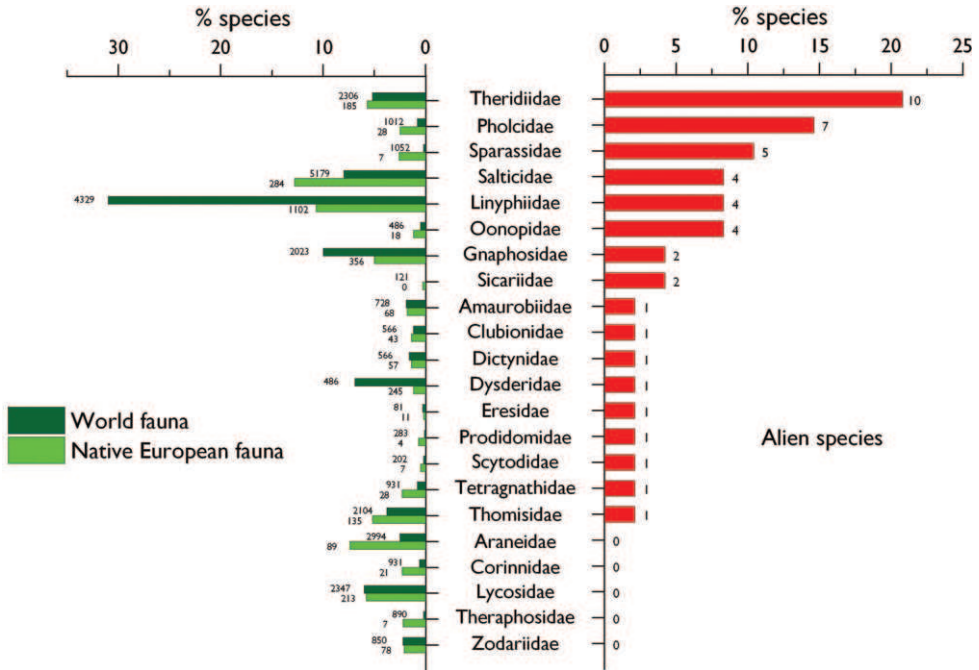 % species
% species
30 20 10 0
0 5 10 15 20 25
2306 185 Theridiidae 10
1012 28 Pholcidae 7
1052 7 Sparassidae 5
5179 284 Salticidae 4
4329 1102 Linyphiidae 4
486 18 Oonopidae 4
2023 356 Gnaphosidae 2
121 0 Sicariidae 2
728 68 Amaurobiidae 1
566 43 Clubionidae 1
566 57 Dictynidae 1
486 245 Dysderidae 1
81 11 Eresidae 1
283 4 Prodidomidae 1
202 7 Scytodidae 1
931 28 Tetragnathidae 1
2104 135 Thomisidae 1
2994 89 Araneidae 0
931 21 Corinnidae 0
2347 213 Lycosidae 0
890 7 Theraphosidae 0
850 78 Zodariidae 0
World fauna
Native European fauna
Alien species